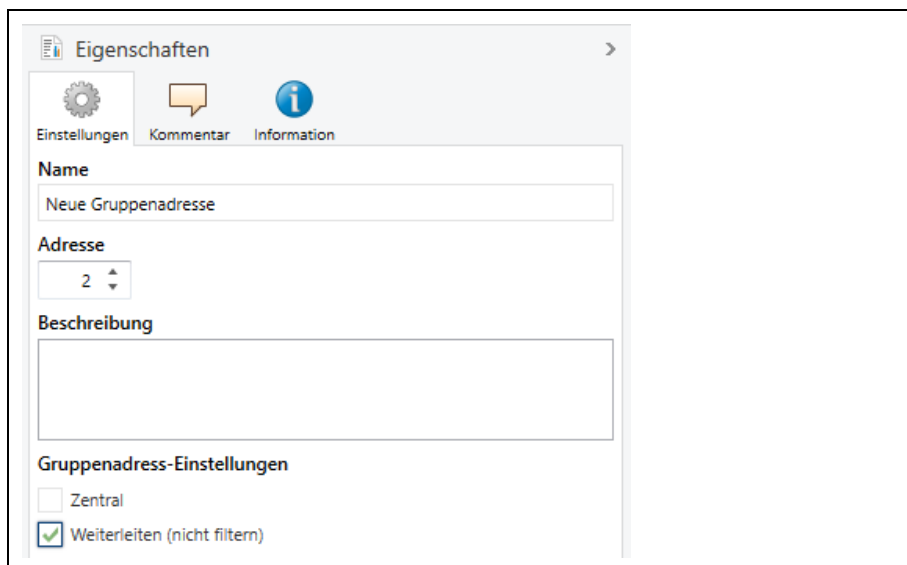 Eigenschaften
Einstellungen Kommentar Information
Name
Neue Gruppenadresse
Adresse
2
Beschreibung
Gruppenadress-Einstellungen
Zentral
Weiterleiten (nicht filtern)